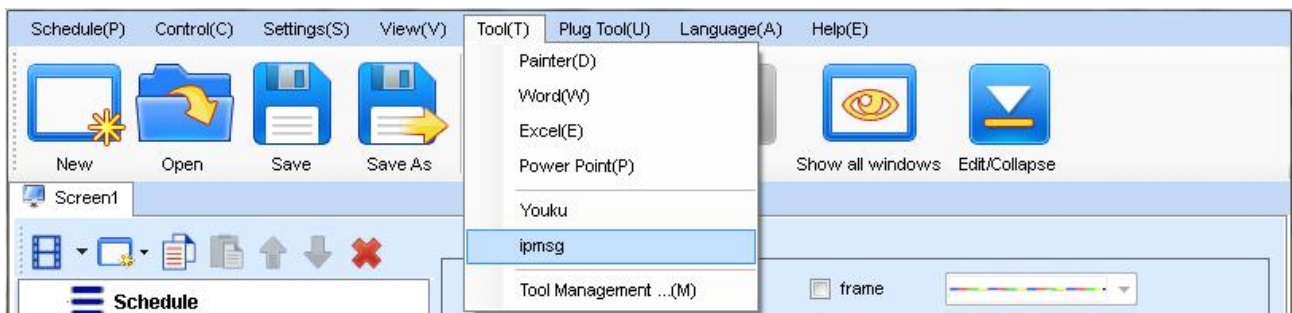 Schedule(P) Control(C) Settings(S) View(V) Tool(T) Plug Tool(U) Language(A) Help(E)
Painter(D)
Word(W)
Excel(E)
Power Point(P)
Youku
ipmsg
Tool Management ...(M)
New Open Save Save As Show all windows Edit/Collapse
Screen1
Schedule
frame